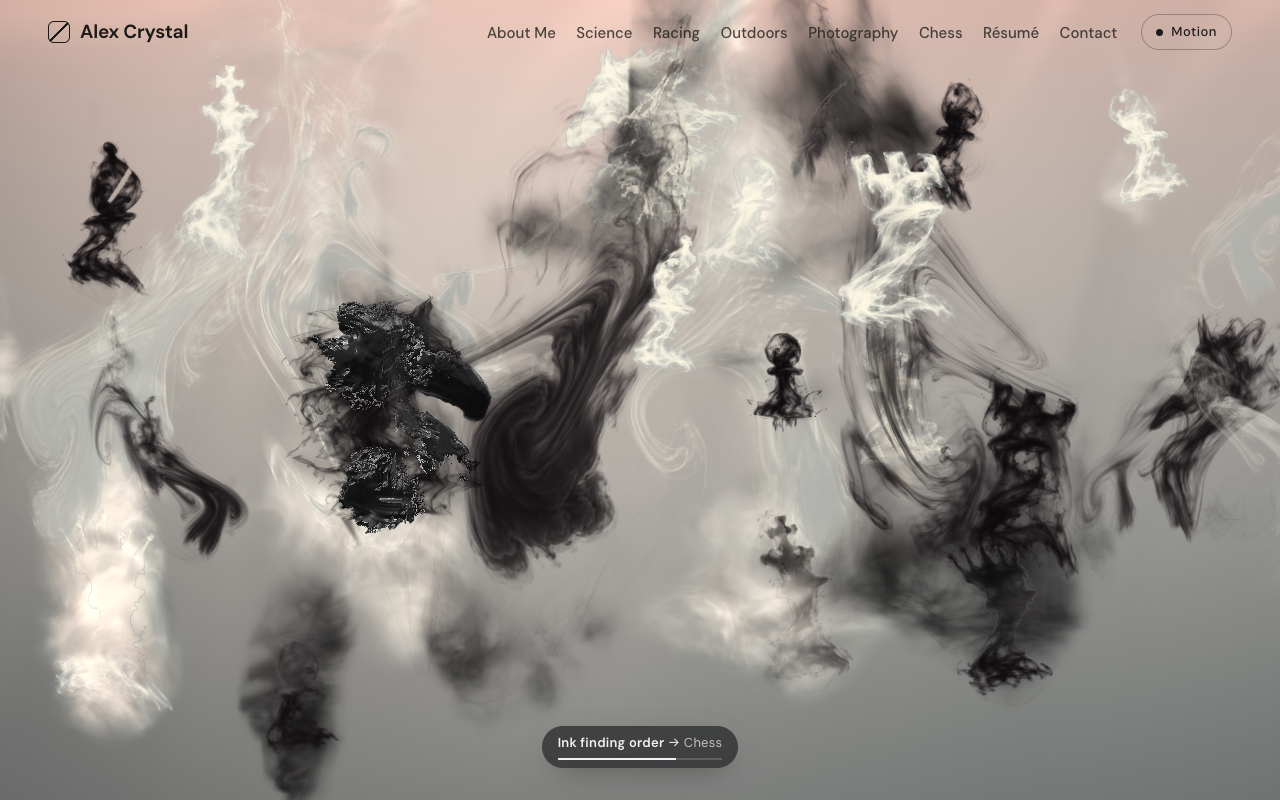 Alex Crystal
About Me Science Racing Outdoors Photography Chess Résumé Contact Motion
Ink finding order → Chess